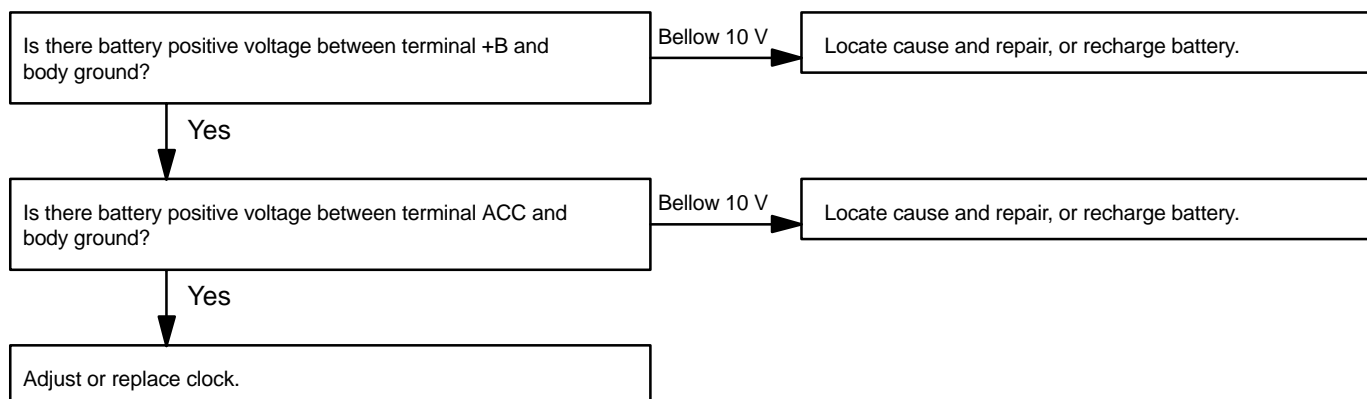 Is there battery positive voltage between terminal +B and
body ground?
Bellow 10 V
Locate cause and repair, or recharge battery.
Yes
Is there battery positive voltage between terminal ACC and
body ground?
Bellow 10 V
Locate cause and repair, or recharge battery.
Yes
Adjust or replace clock.